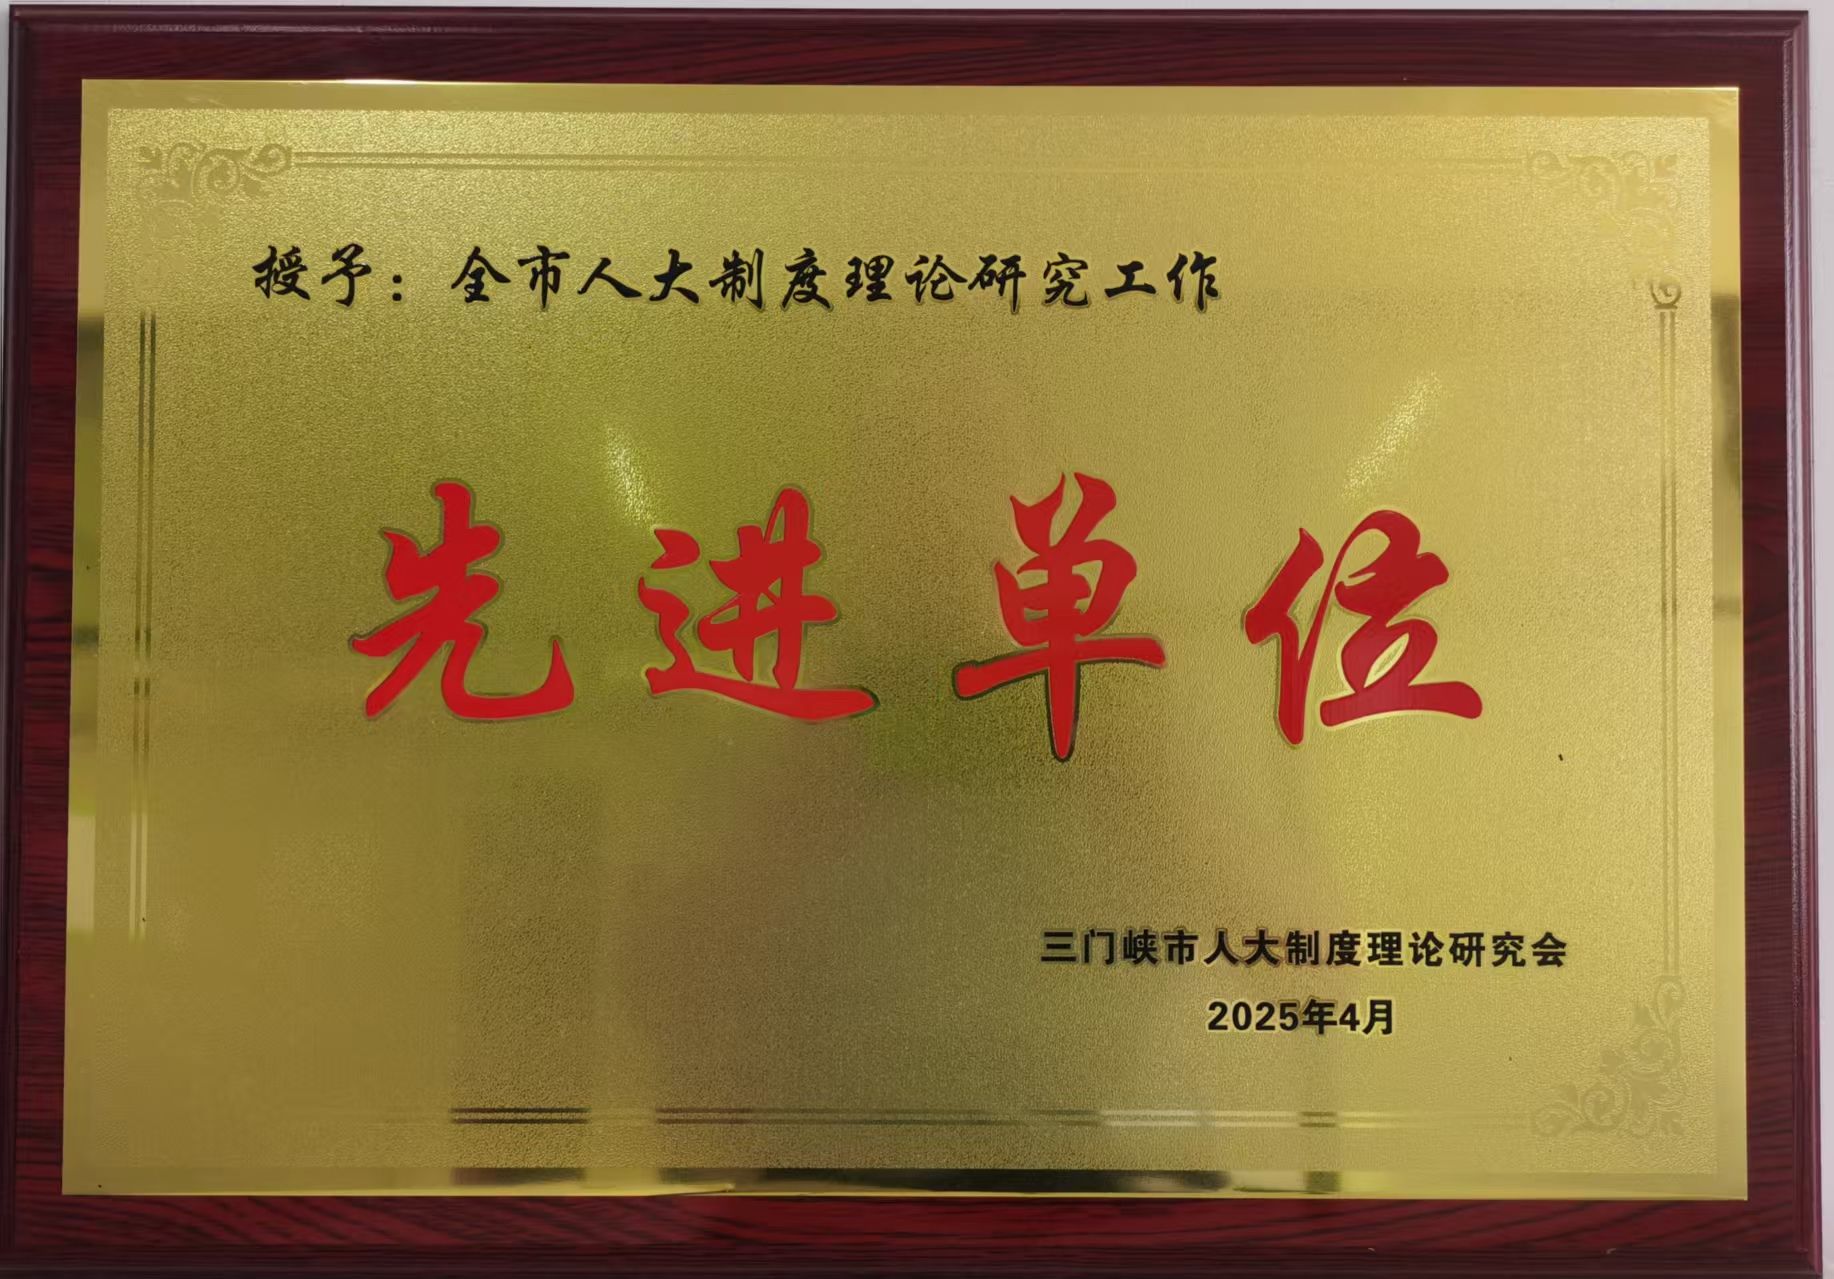 授予：全市人大制度理论研究工作
先进单位
三门峡市人大制度理论研究会
2025年4月